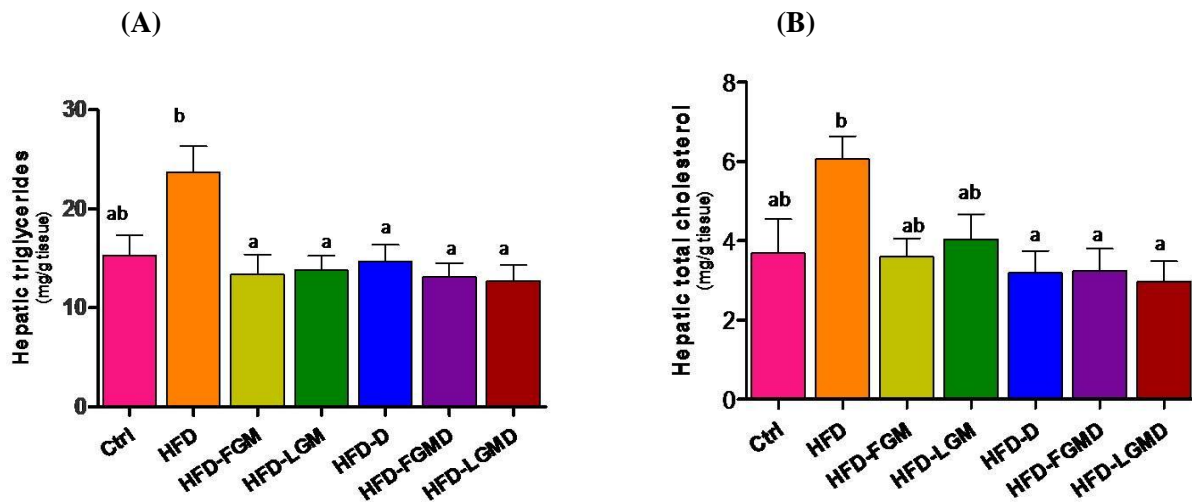 (A)
Hepatic triglycerides
(mg/g tissue)
30
20
10
0
ab
b
a
a
a
a
a
Ctrl
HFD
HFD-FGM
HFD-LGM
HFD-D
HFD-FGMD
HFD-LGMD
(B)
Hepatic total cholesterol
(mg/g tissue)
8
6
4
2
0
ab
b
ab
ab
a
a
a
Ctrl
HFD
HFD-FGM
HFD-LGM
HFD-D
HFD-FGMD
HFD-LGMD